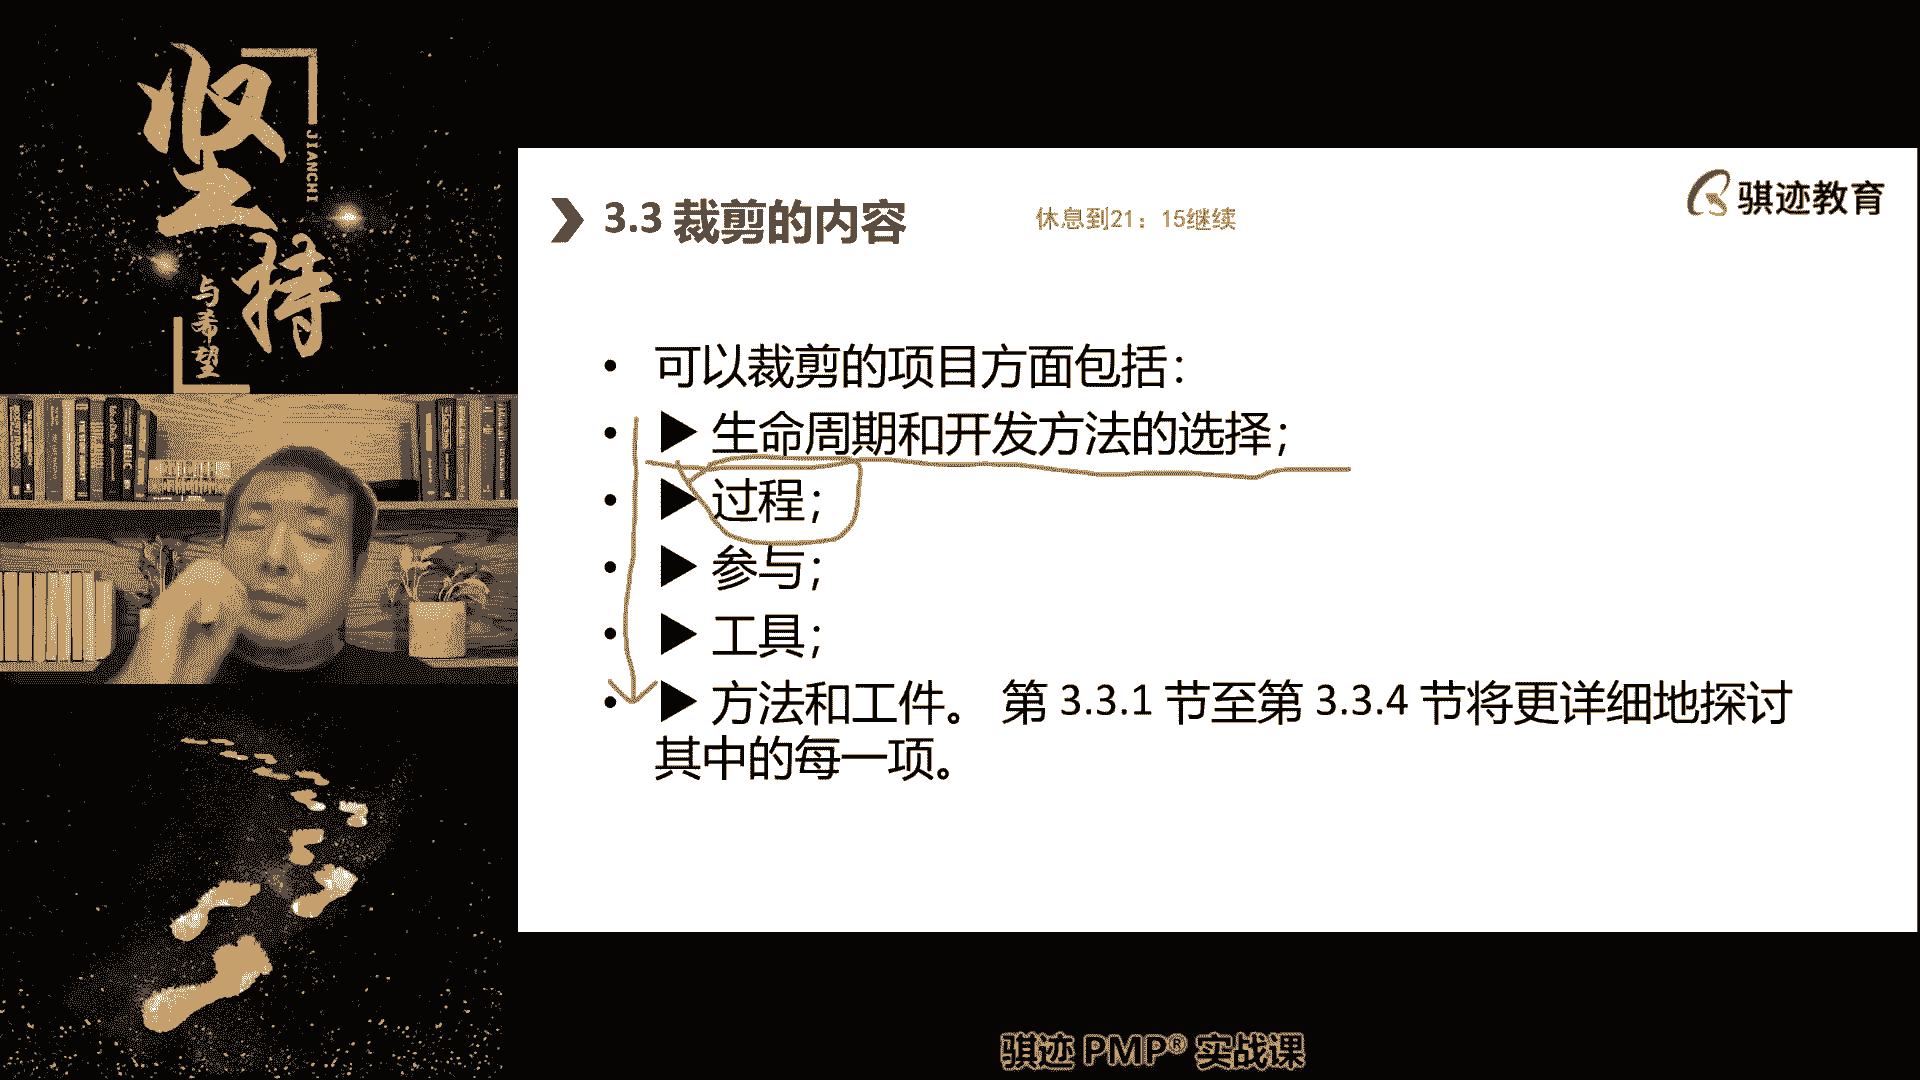 坚持
JIANCHI
与希望
3.3 裁剪的内容
休息到21：15继续
骐迹教育
• 可以裁剪的项目方面包括：
• ▶ 生命周期和开发方法的选择；
• ▶ 过程；
• ▶ 参与；
• ▶ 工具；
• ▶ 方法和工件。 第 3.3.1 节至第 3.3.4 节将更详细地探讨
其中的每一项。
骐迹 PMP® 实战课